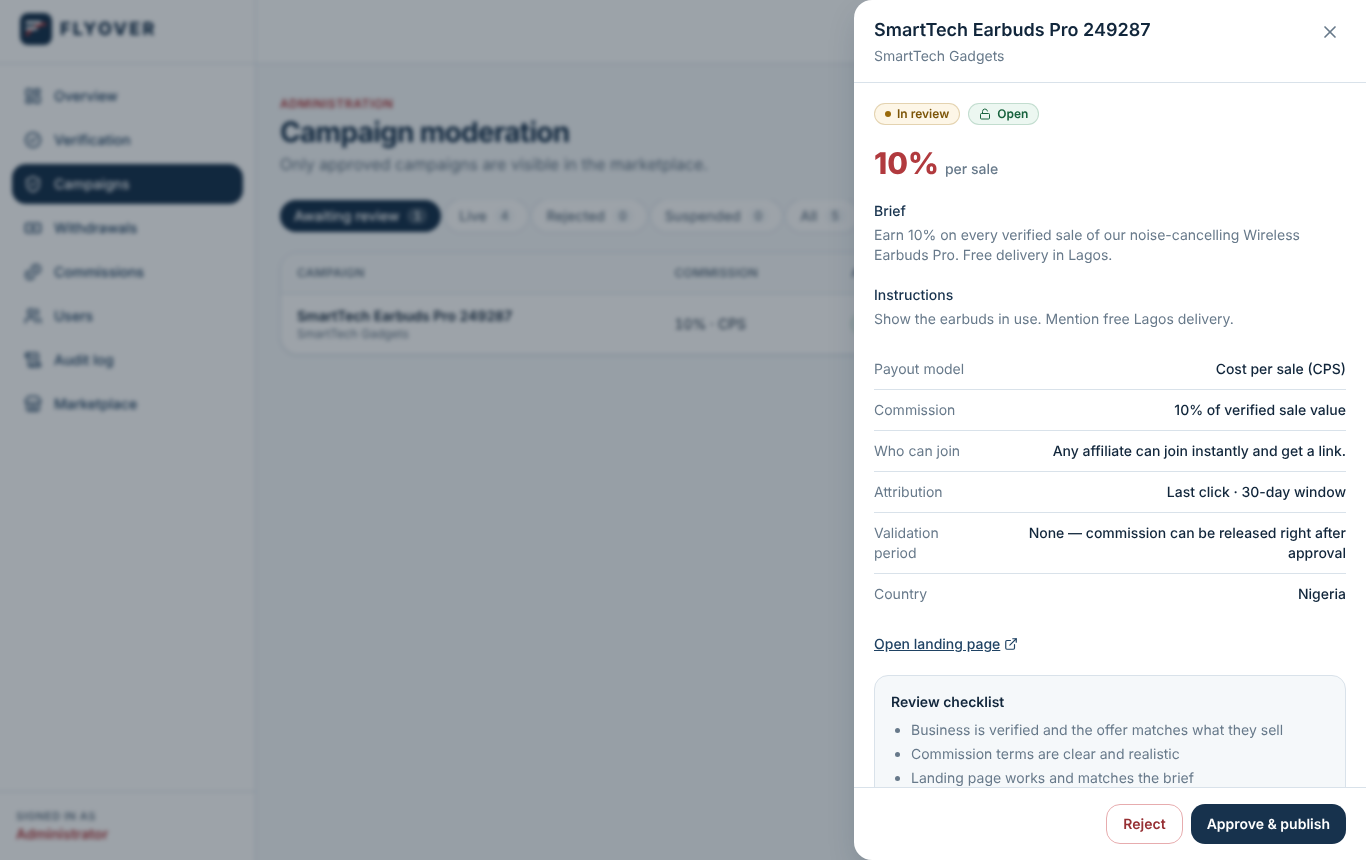 FLYOVER
Overview
Verification
Campaigns
Withdrawals
Commissions
Users
Audit log
Marketplace
SIGNED IN AS
Administrator
ADMINISTRATION
Campaign moderation
Only approved campaigns are visible in the marketplace.
Awaiting review 1 Live 4 Rejected 0 Suspended 0 All 5
CAMPAIGN COMMISSION
SmartTech Earbuds Pro 249287 10% · CPS
SmartTech Gadgets
SmartTech Earbuds Pro 249287
SmartTech Gadgets
In review Open
10% per sale
Brief
Earn 10% on every verified sale of our noise-cancelling Wireless
Earbuds Pro. Free delivery in Lagos.
Instructions
Show the earbuds in use. Mention free Lagos delivery.
Payout model Cost per sale (CPS)
Commission 10% of verified sale value
Who can join Any affiliate can join instantly and get a link.
Attribution Last click · 30-day window
Validation period None — commission can be released right after approval
Country Nigeria
Open landing page
Review checklist
• Business is verified and the offer matches what they sell
• Commission terms are clear and realistic
• Landing page works and matches the brief
Reject Approve & publish